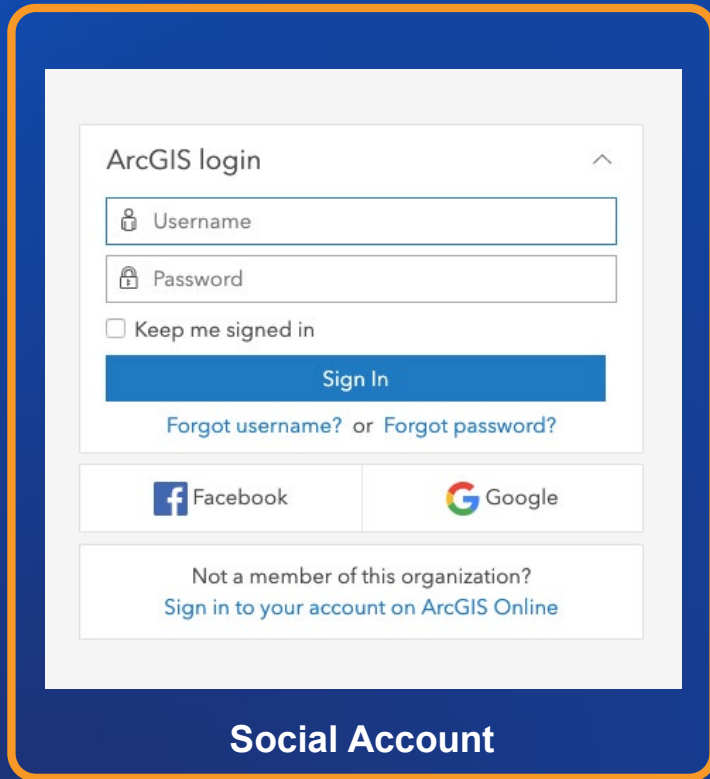 ArcGIS login
Username
Password
Keep me signed in
Sign In
Forgot username? or Forgot password?
Facebook
Google
Not a member of this organization?
Sign in to your account on ArcGIS Online
Social Account